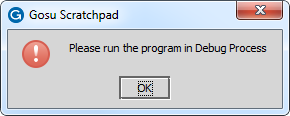 Gosu Scratchpad
Please run the program in Debug Process
OK